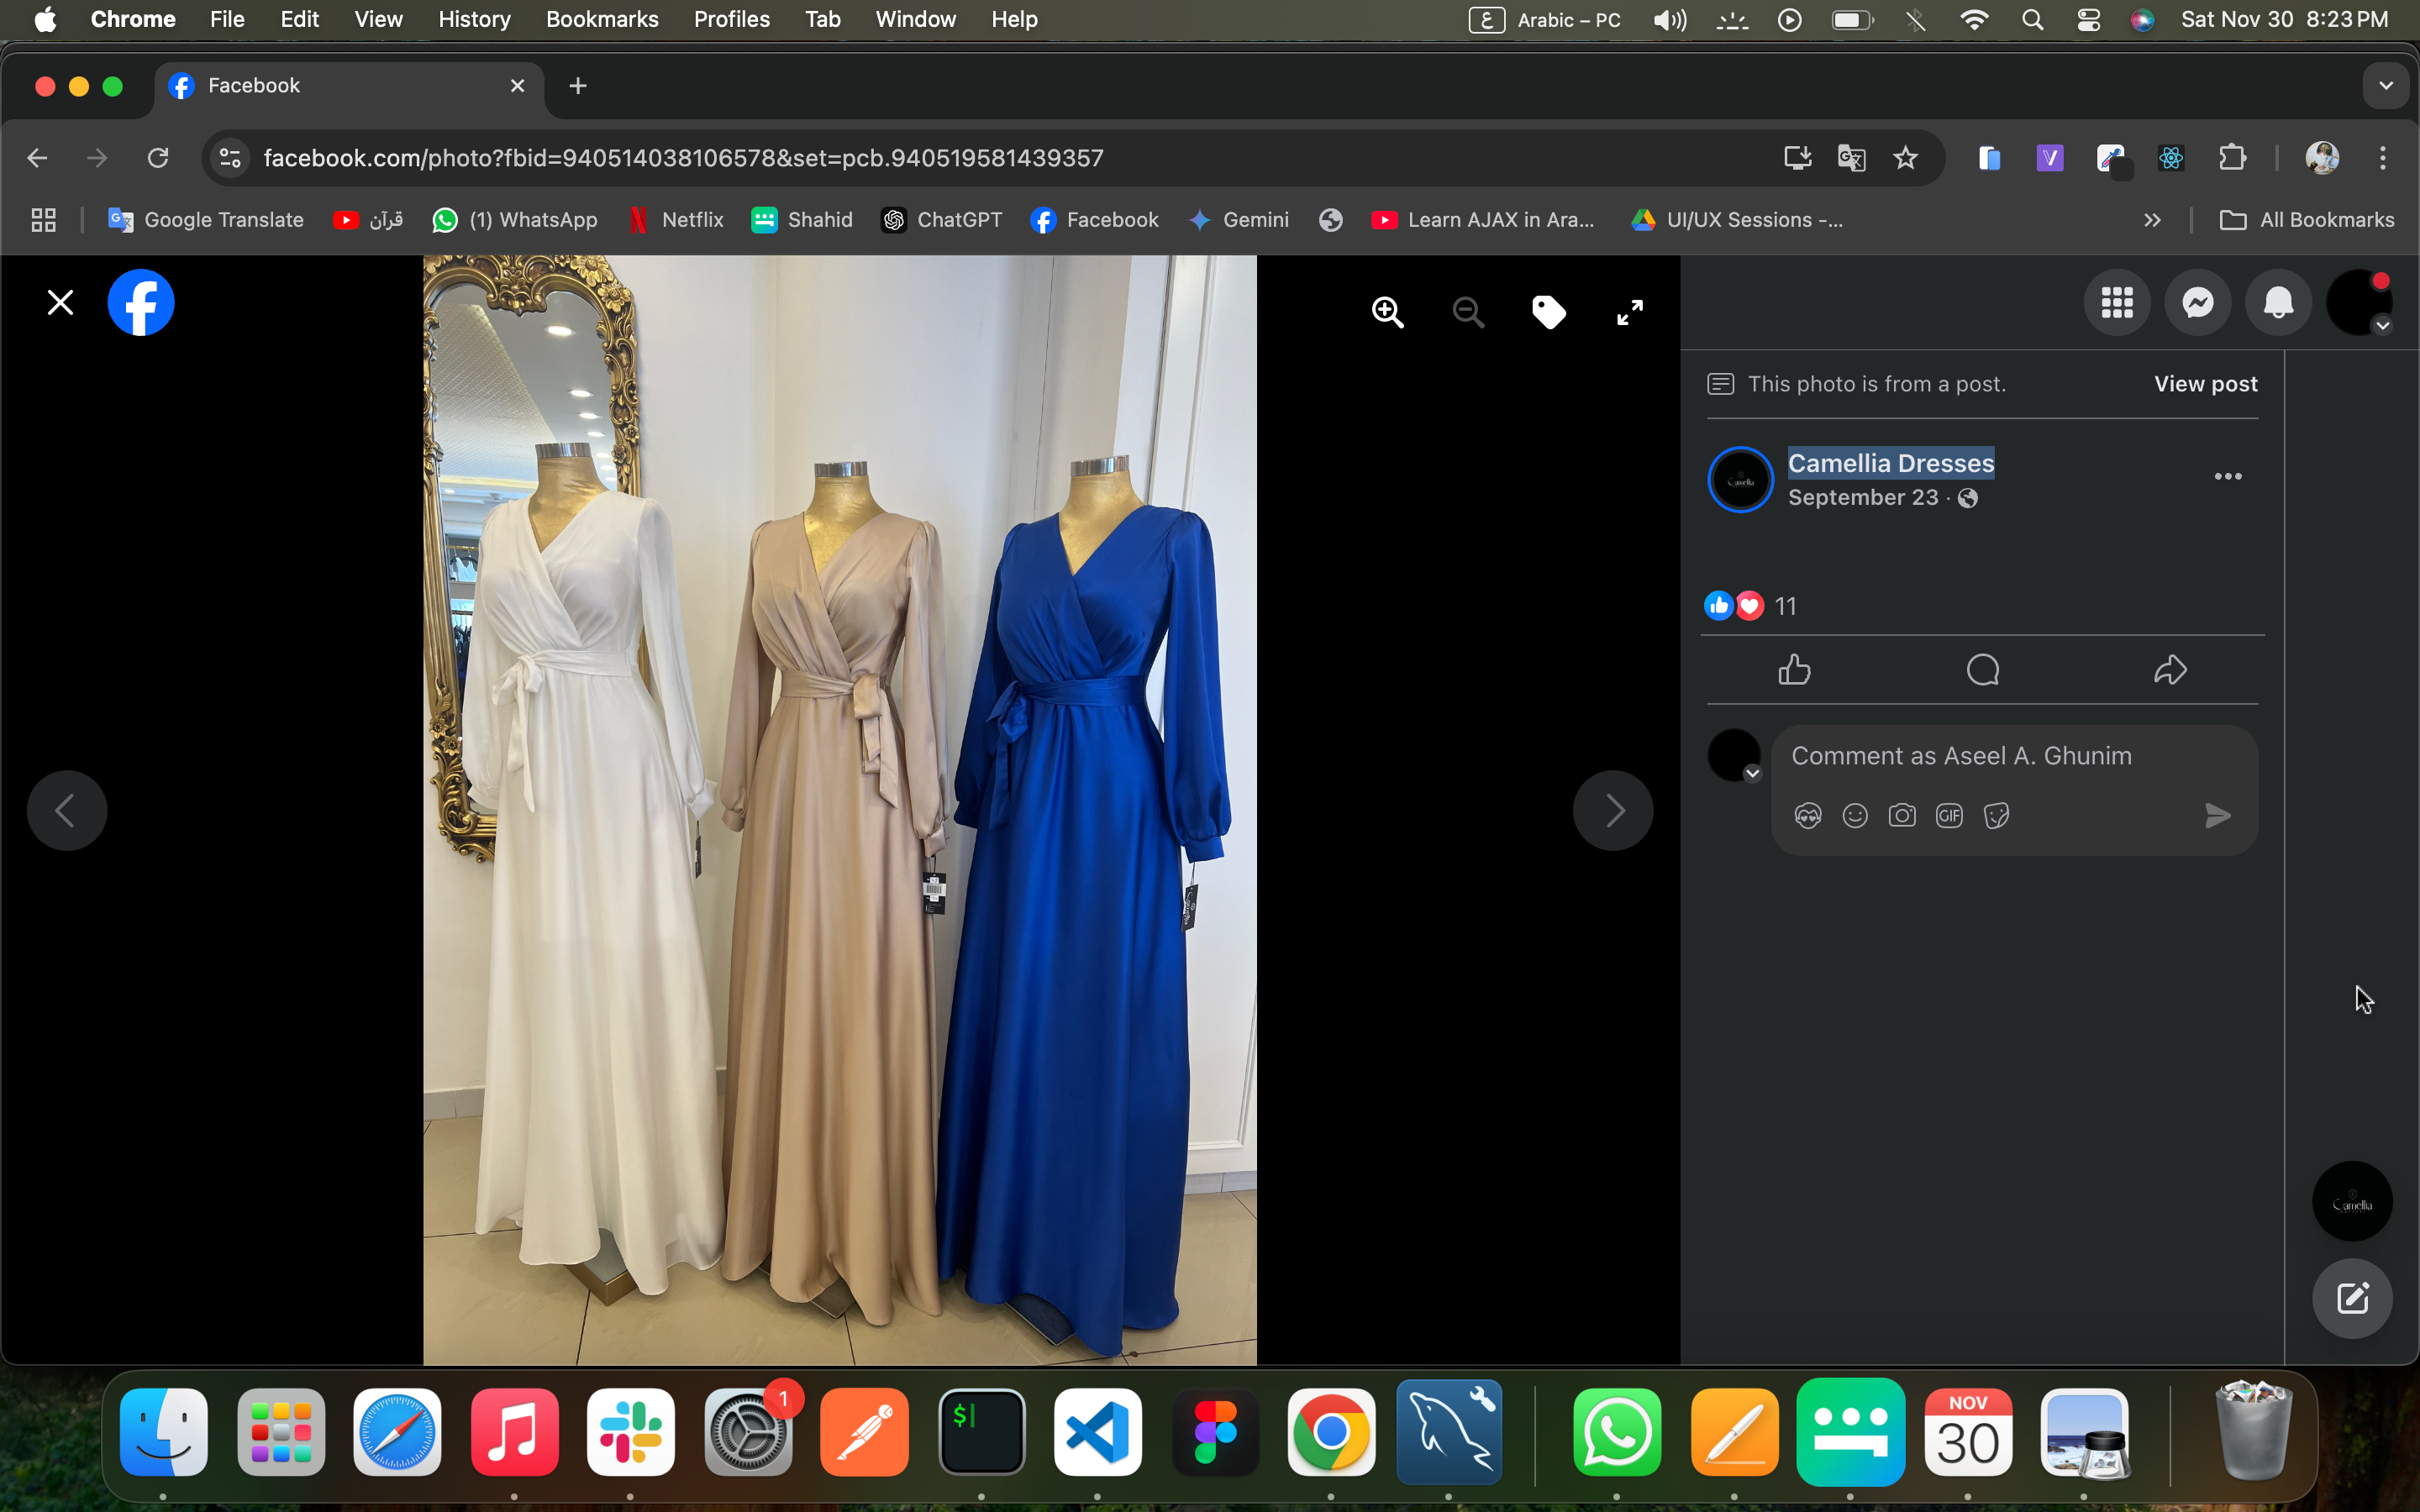 Chrome File Edit View History Bookmarks Profiles Tab Window Help ع Arabic – PC Sat Nov 30 8:23 PM
Facebook
facebook.com/photo?fbid=940514038106578&set=pcb.940519581439357
Google Translate قرآن (1) WhatsApp Netflix Shahid ChatGPT Facebook Gemini Learn AJAX in Ara... UI/UX Sessions -... All Bookmarks
This photo is from a post. View post
Camellia Dresses
September 23 ·
11
Comment as Aseel A. Ghunim
GIF
Camellia
1
$
NOV
30